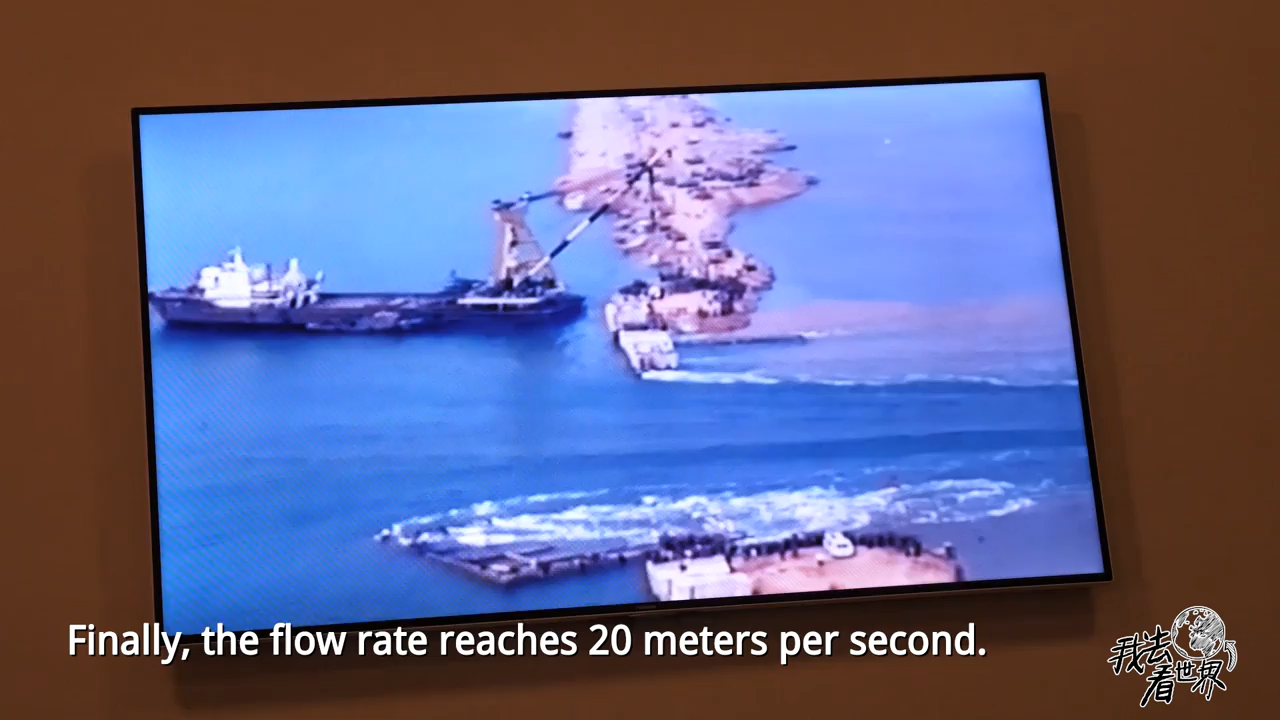 Finally, the flow rate reaches 20 meters per second.
我去
看世界